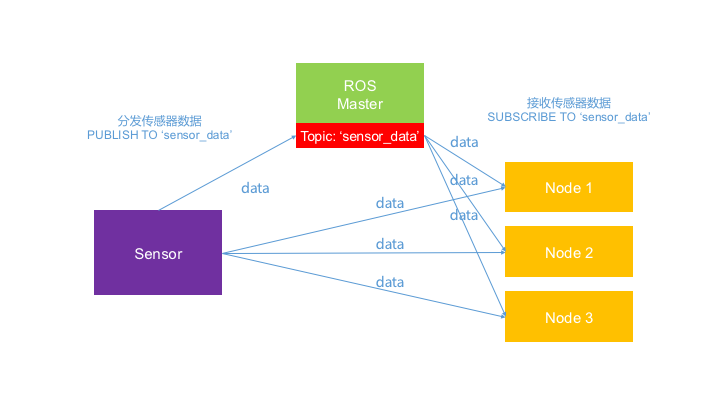 ROS
Master
Topic: ‘sensor_data’
分发传感器数据
PUBLISH TO ‘sensor_data’
接收传感器数据
SUBSCRIBE TO ‘sensor_data’
data
data
data
data
data
data
data
Sensor
Node 1
Node 2
Node 3